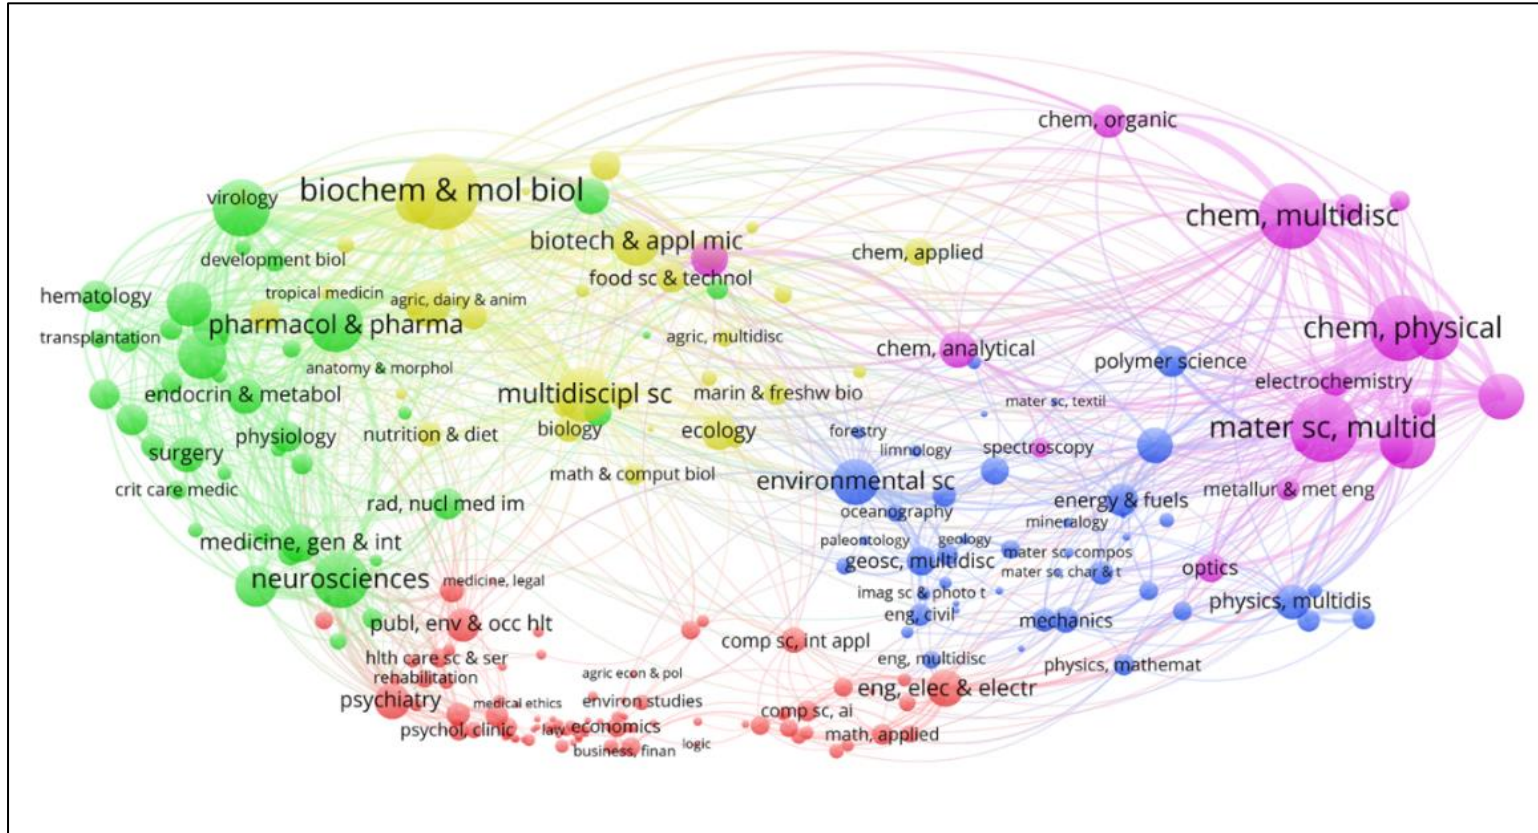 chem, organic
virology
biochem & mol biol
chem, multidisc
biotech & appl mic
development biol
chem, applied
food sc & technol
hematology
tropical medicin
agric, dairy & anim
pharmacol & pharma
chem, physical
transplantation
agric, multidisc
chem, analytical
polymer science
anatomy & morphol
electrochemistry
endocrin & metabol
multidiscipl sc
marin & freshw bio
mater sc, textil
mater sc, multid
biology
ecology
forestry
physiology
nutrition & diet
limnology
spectroscopy
surgery
math & comput biol
environmental sc
crit care medic
metallur & met eng
rad, nucl med im
energy & fuels
oceanography
mineralogy
medicine, gen & int
paleontology
geology
mater sc, compos
geosc, multidisc
mater sc, char & t
optics
neurosciences
medicine, legal
imag sc & photo t
physics, multidis
eng, civil
publ, env & occ hlt
mechanics
comp sc, int appl
hlth care sc & ser
eng, multidisc
physics, mathemat
rehabilitation
agric econ & pol
eng, elec & electr
psychiatry
medical ethics
environ studies
comp sc, ai
psychol, clinic
law
economics
math, applied
business, finan
logic